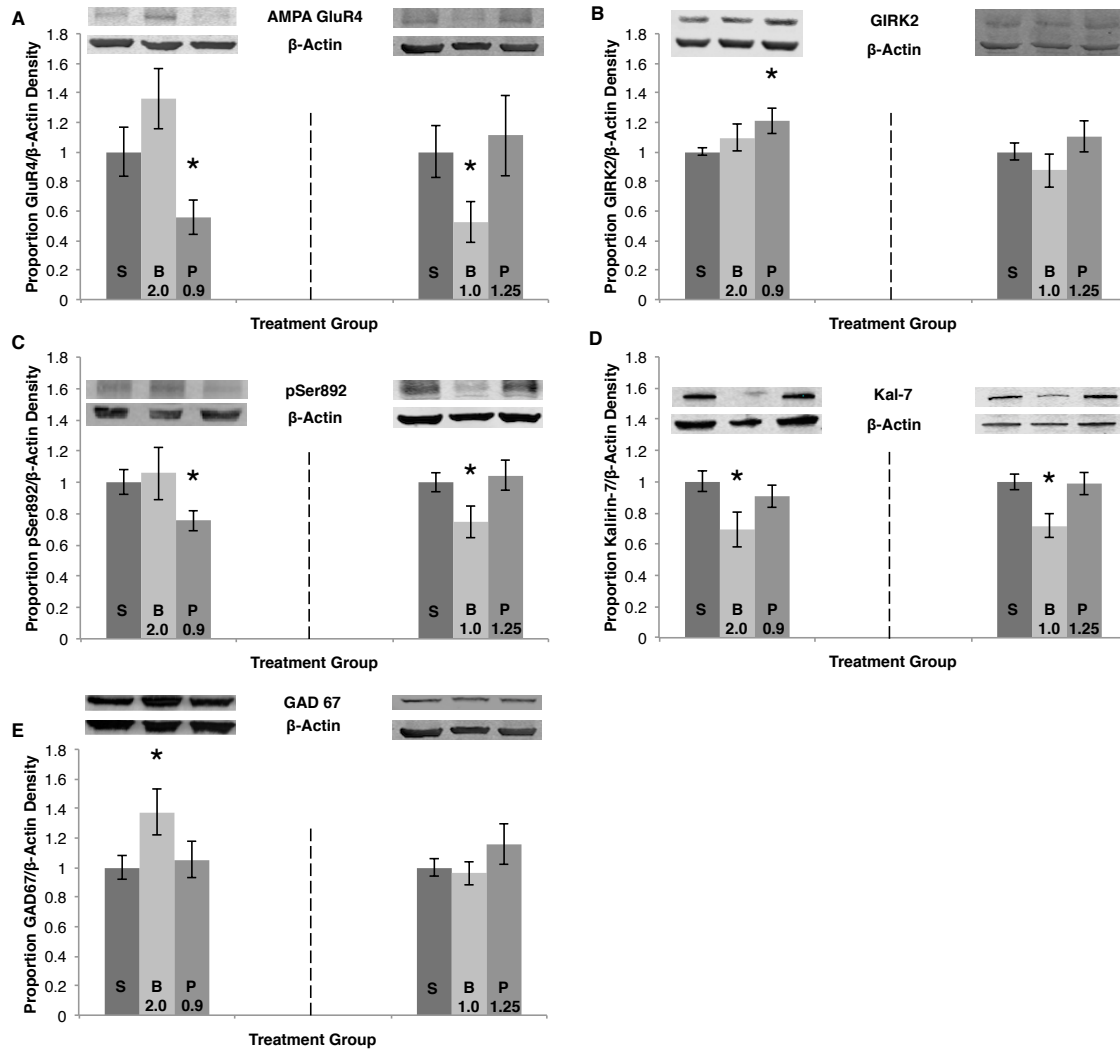 A
AMPA GluR4
β-Actin
Proportion GluR4/β-Actin Density
1.8
1.6
1.4
1.2
1
0.8
0.6
0.4
0.2
0
*
*
S B P S B P
2.0 0.9 1.0 1.25
Treatment Group
B
GIRK2
β-Actin
Proportion GIRK2/β-Actin Density
1.8
1.6
1.4
1.2
1
0.8
0.6
0.4
0.2
0
*
S B P S B P
2.0 0.9 1.0 1.25
Treatment Group
C
pSer892
β-Actin
Proportion pSer892/β-Actin Density
1.8
1.6
1.4
1.2
1
0.8
0.6
0.4
0.2
0
*
*
S B P S B P
2.0 0.9 1.0 1.25
Treatment Group
D
Kal-7
β-Actin
Proportion Kalirin-7/β-Actin Density
1.8
1.6
1.4
1.2
1
0.8
0.6
0.4
0.2
0
*
*
S B P S B P
2.0 0.9 1.0 1.25
Treatment Group
E
GAD 67
β-Actin
Proportion GAD67/β-Actin Density
1.8
1.6
1.4
1.2
1
0.8
0.6
0.4
0.2
0
*
S B P S B P
2.0 0.9 1.0 1.25
Treatment Group